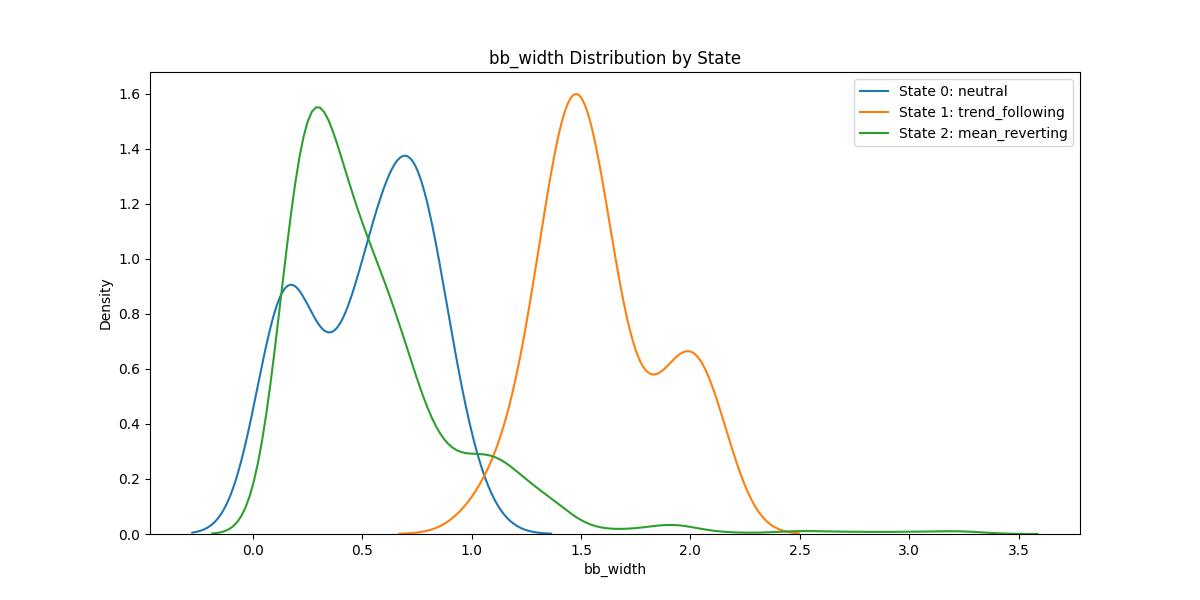 bb_width Distribution by State
State 0: neutral
State 1: trend_following
State 2: mean_reverting
Density
1.6
1.4
1.2
1.0
0.8
0.6
0.4
0.2
0.0
0.0 0.5 1.0 1.5 2.0 2.5 3.0 3.5
bb_width